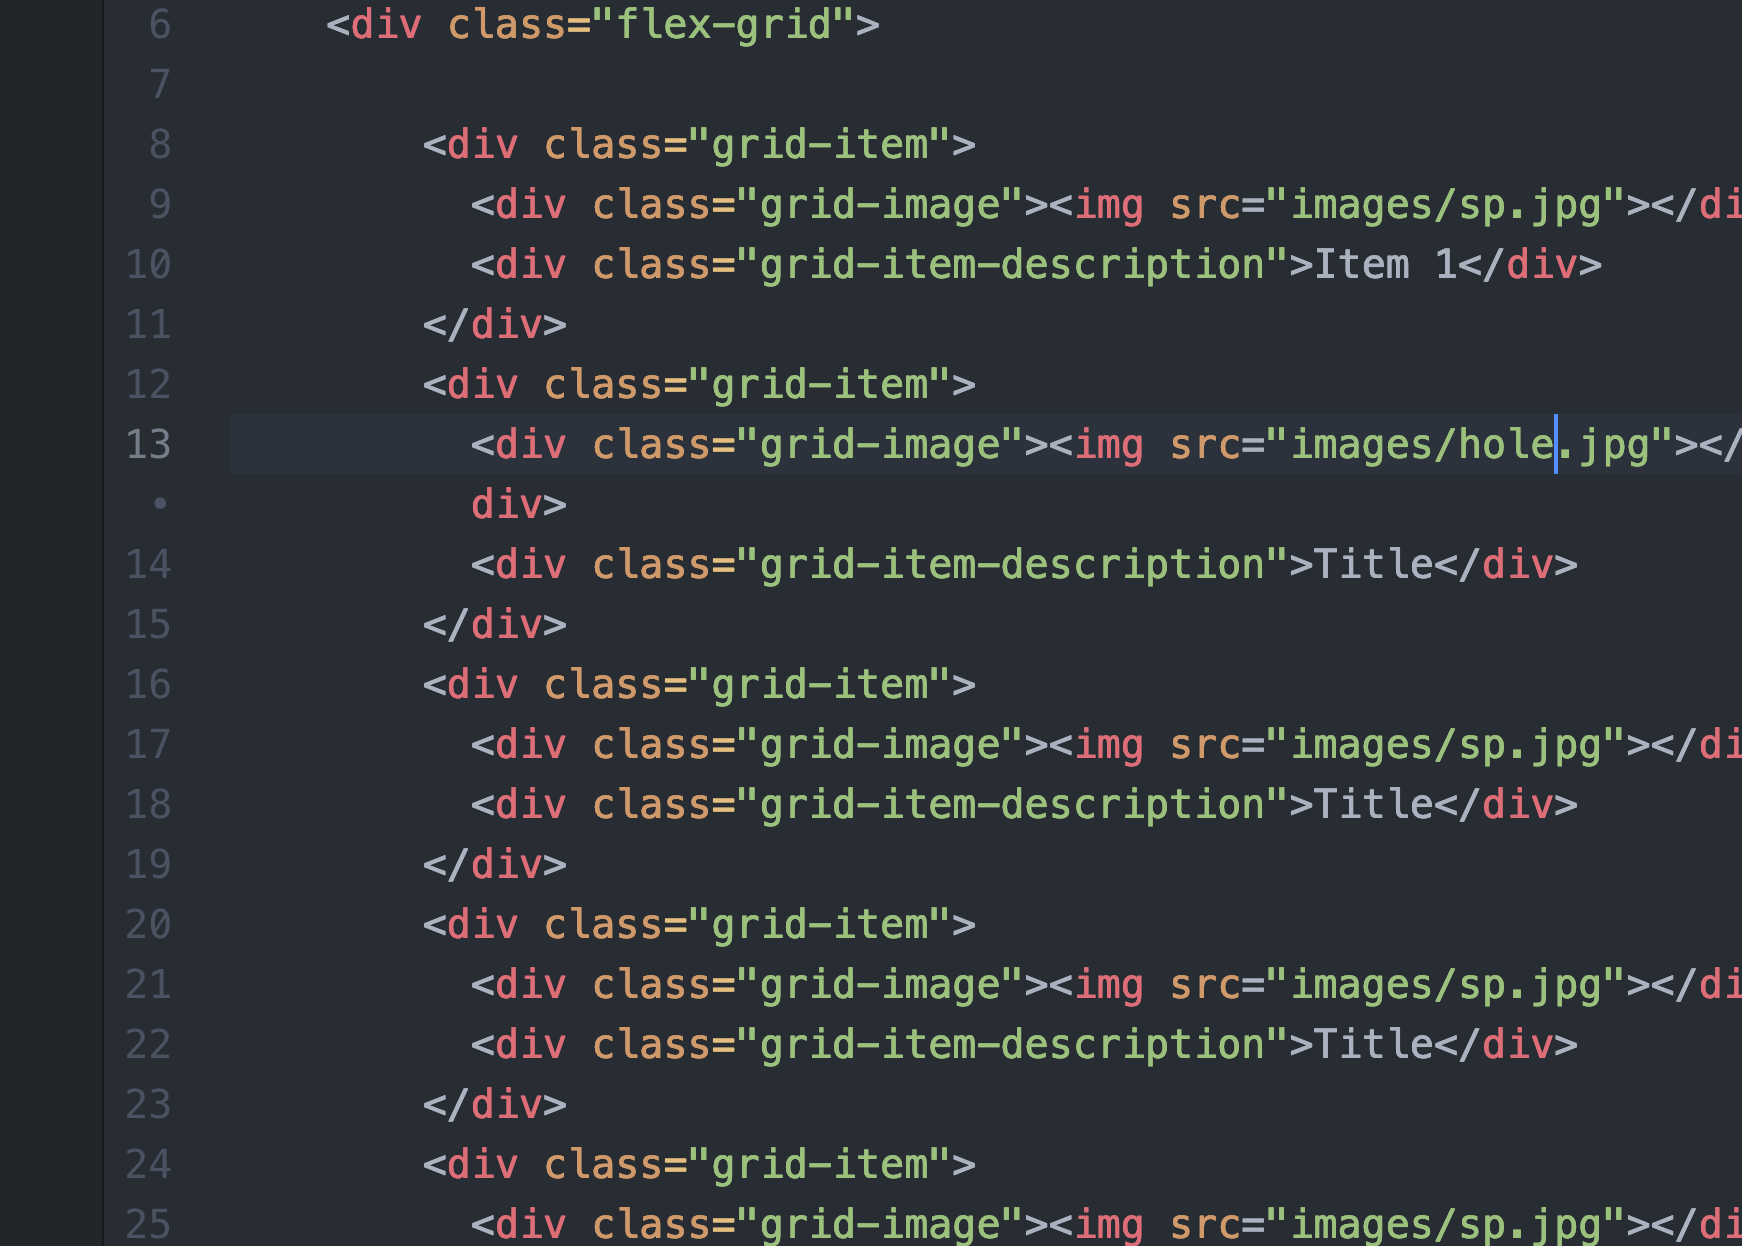 6 <div class="flex-grid">
7
8 <div class="grid-item">
9 <div class="grid-image"><img src="images/sp.jpg"></di
10 <div class="grid-item-description">Item 1</div>
11 </div>
12 <div class="grid-item">
13 <div class="grid-image"><img src="images/hole.jpg"></
• div>
14 <div class="grid-item-description">Title</div>
15 </div>
16 <div class="grid-item">
17 <div class="grid-image"><img src="images/sp.jpg"></di
18 <div class="grid-item-description">Title</div>
19 </div>
20 <div class="grid-item">
21 <div class="grid-image"><img src="images/sp.jpg"></di
22 <div class="grid-item-description">Title</div>
23 </div>
24 <div class="grid-item">
25 <div class="grid-image"><img src="images/sp.jpg"></di